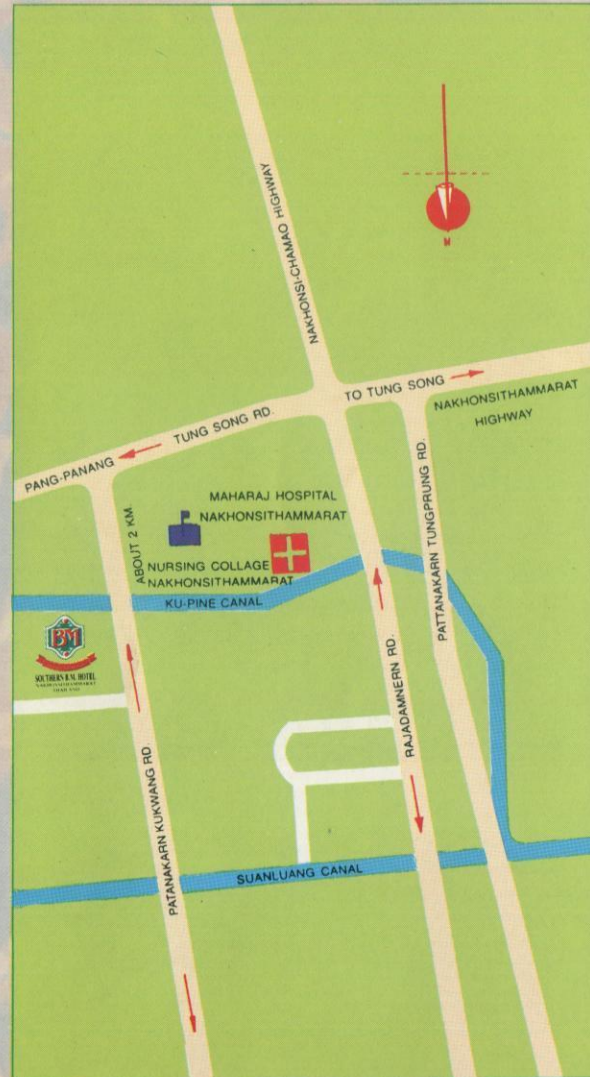 NAKHONSI-CHAMAO HIGHWAY
TO TUNG SONG
NAKHONSITHAMMARAT
HIGHWAY
TUNG SONG RD.
PANG-PANANG
ABOUT 2 KM.
MAHARAJ HOSPITAL
NAKHONSITHAMMARAT
NURSING COLLAGE
NAKHONSITHAMMARAT
KU-PINE CANAL
PATTANAKARN TUNGPRUNG RD.
BM
SOUTHERN B.M. HOTEL
NAKHONSITHAMMARAT
THAILAND
RAJADAMNERN RD.
PATANAKARN KUKWANG RD.
SUANLUANG CANAL